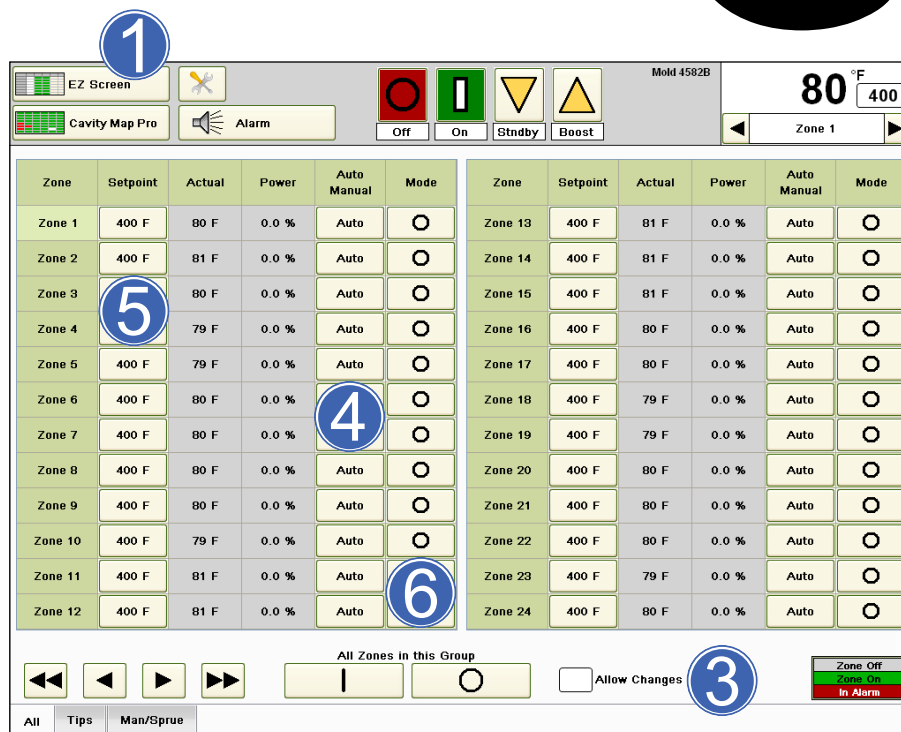 1
EZ Screen
Cavity Map Pro
Alarm
Off On Stndby Boost
Mold 4582B
80 °F 400
Zone 1
Zone Setpoint Actual Power Auto Manual Mode Zone Setpoint Actual Power Auto Manual Mode
Zone 1 400 F 80 F 0.0 % Auto Zone 13 400 F 81 F 0.0 % Auto
Zone 2 400 F 81 F 0.0 % Auto Zone 14 400 F 81 F 0.0 % Auto
Zone 3 80 F 0.0 % Auto Zone 15 400 F 81 F 0.0 % Auto
5
Zone 4 79 F 0.0 % Auto Zone 16 400 F 80 F 0.0 % Auto
Zone 5 400 F 79 F 0.0 % Auto Zone 17 400 F 80 F 0.0 % Auto
Zone 6 400 F 80 F 0.0 % Zone 18 400 F 79 F 0.0 % Auto
4
Zone 7 400 F 80 F 0.0 % Zone 19 400 F 79 F 0.0 % Auto
Zone 8 400 F 80 F 0.0 % Auto Zone 20 400 F 80 F 0.0 % Auto
Zone 9 400 F 80 F 0.0 % Auto Zone 21 400 F 80 F 0.0 % Auto
Zone 10 400 F 79 F 0.0 % Auto Zone 22 400 F 80 F 0.0 % Auto
Zone 11 400 F 81 F 0.0 % Auto Zone 23 400 F 79 F 0.0 % Auto
6
Zone 12 400 F 81 F 0.0 % Auto Zone 24 400 F 80 F 0.0 % Auto
All Zones in this Group
Allow Changes
3
Zone Off
Zone On
In Alarm
All Tips Man/Sprue